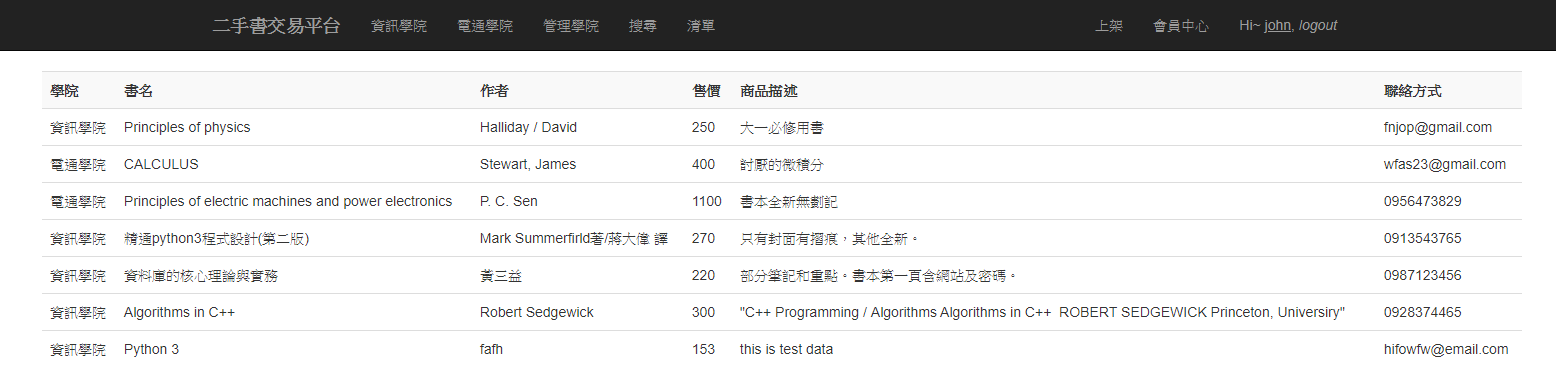 二手書交易平台 資訊學院 電通學院 管理學院 搜尋 清單 上架 會員中心 Hi~ john, logout
學院 書名 作者 售價 商品描述 聯絡方式
資訊學院 Principles of physics Halliday / David 250 大一必修用書 fnjop@gmail.com
電通學院 CALCULUS Stewart, James 400 討厭的微積分 wfas23@gmail.com
電通學院 Principles of electric machines and power electronics P. C. Sen 1100 書本全新無劃記 0956473829
資訊學院 精通python3程式設計(第二版) Mark Summerfirld著/蔣大偉 譯 270 只有封面有摺痕，其他全新。 0913543765
資訊學院 資料庫的核心理論與實務 黃三益 220 部分筆記和重點。書本第一頁含網站及密碼。 0987123456
資訊學院 Algorithms in C++ Robert Sedgewick 300 "C++ Programming / Algorithms Algorithms in C++ ROBERT SEDGEWICK Princeton, Universiry" 0928374465
資訊學院 Python 3 fafh 153 this is test data hifowfw@email.com